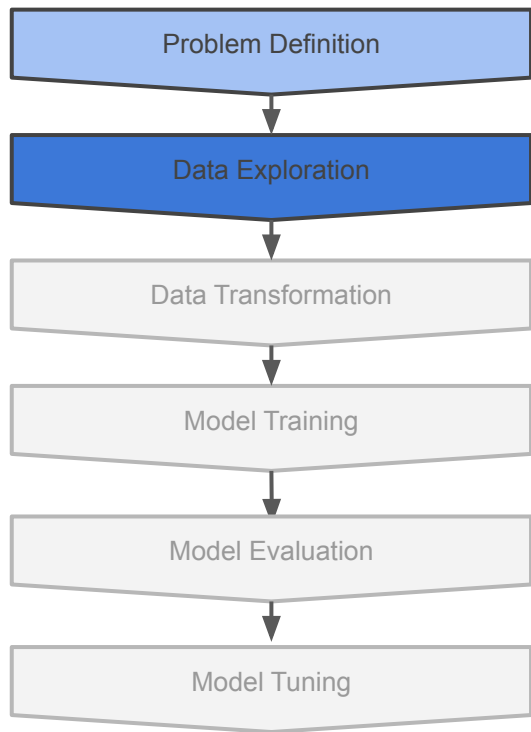 Problem Definition
Data Exploration
Data Transformation
Model Training
Model Evaluation
Model Tuning